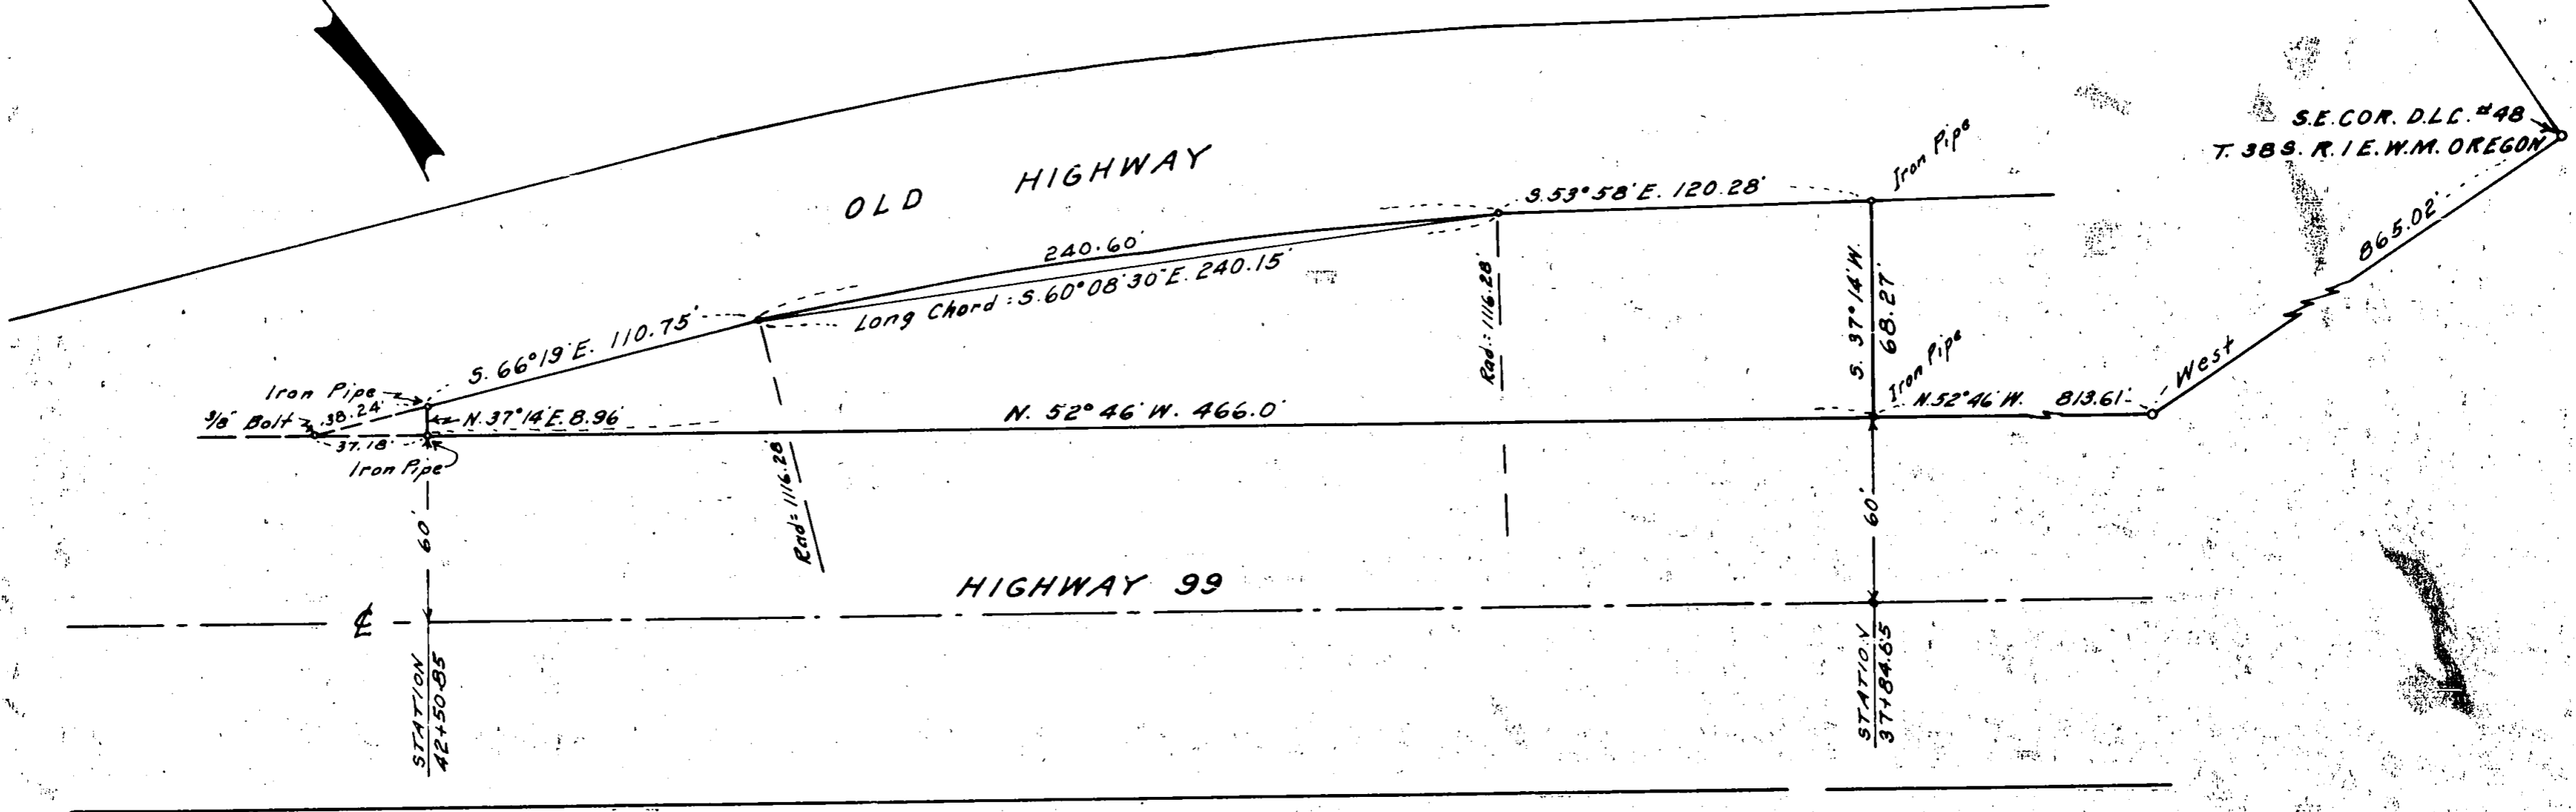 S.E. COR. D.L.C. #48
T. 38 S. R. 1 E. W.M. OREGON
OLD HIGHWAY
Iron Pipe
S. 53° 58' E. 120.28'
865.02'
240.60'
Long Chord : S. 60° 08' 30" E. 240.15'
Rad.: 1116.28'
S. 37° 14' W.
68.27'
S. 66° 19' E. 110.75'
West
Iron Pipe
Iron Pipe
38.24'
N. 37° 14' E. 8.96'
N. 52° 46' W. 466.0'
N. 52° 46' W. 813.61'
Bolt
37.18'
Iron Pipe
Rad= 1116.28'
60'
60'
HIGHWAY 99
℄
STATION
42+50.85
STATION
37+84.65